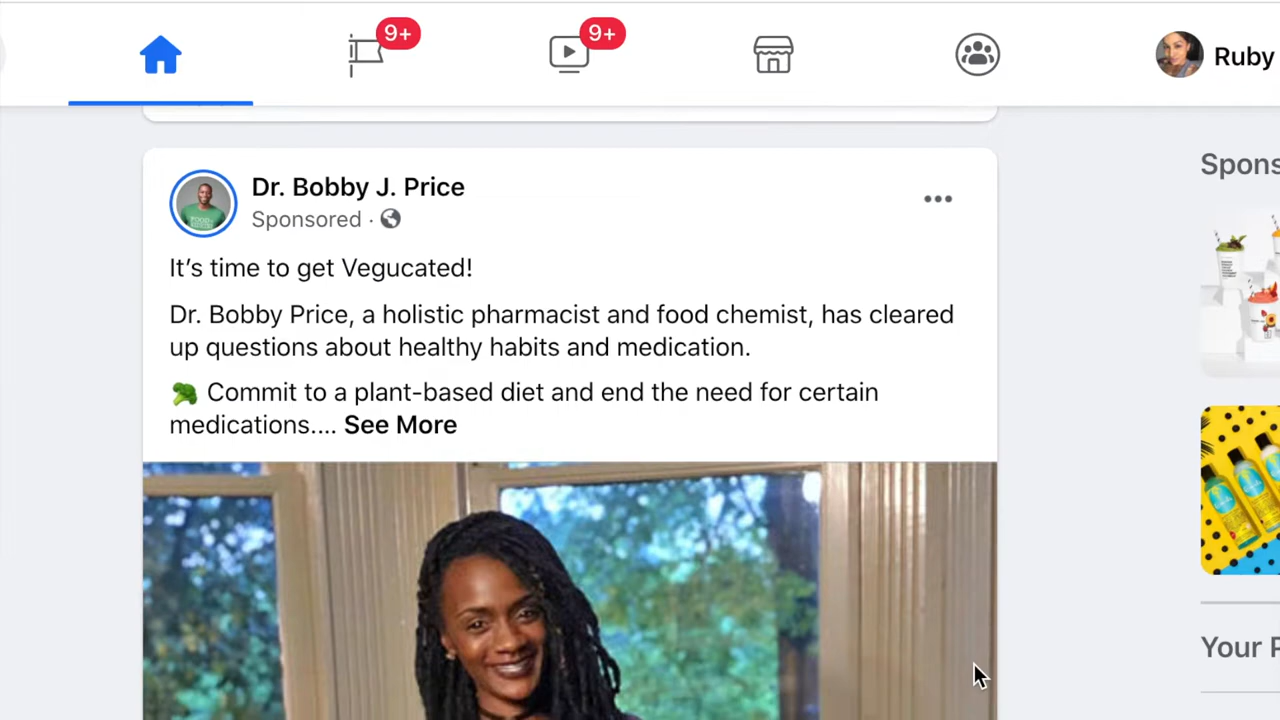 9+
9+
Ruby
Dr. Bobby J. Price
Sponsored ·
Spons
It’s time to get Vegucated!
Dr. Bobby Price, a holistic pharmacist and food chemist, has cleared
up questions about healthy habits and medication.
🥦 Commit to a plant-based diet and end the need for certain
medications.... See More
Your P